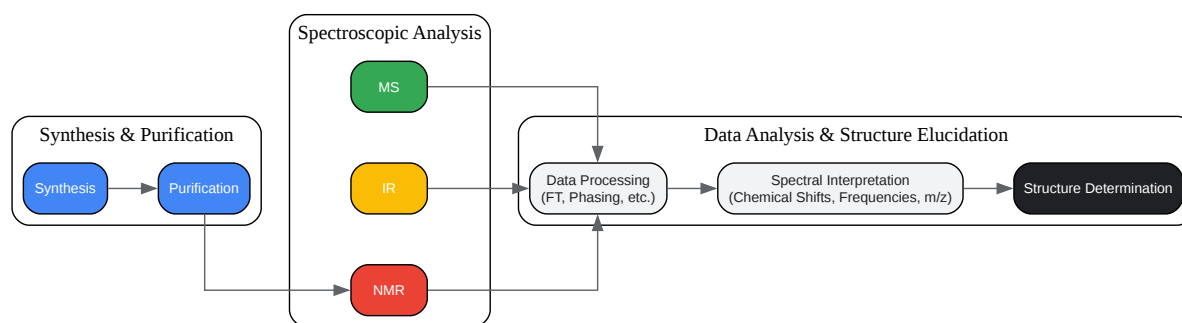 Spectroscopic Analysis
MS
Synthesis & Purification
Synthesis
Purification
IR
NMR
Data Analysis & Structure Elucidation
Data Processing
(FT, Phasing, etc.)
Spectral Interpretation
(Chemical Shifts, Frequencies, m/z)
Structure Determination